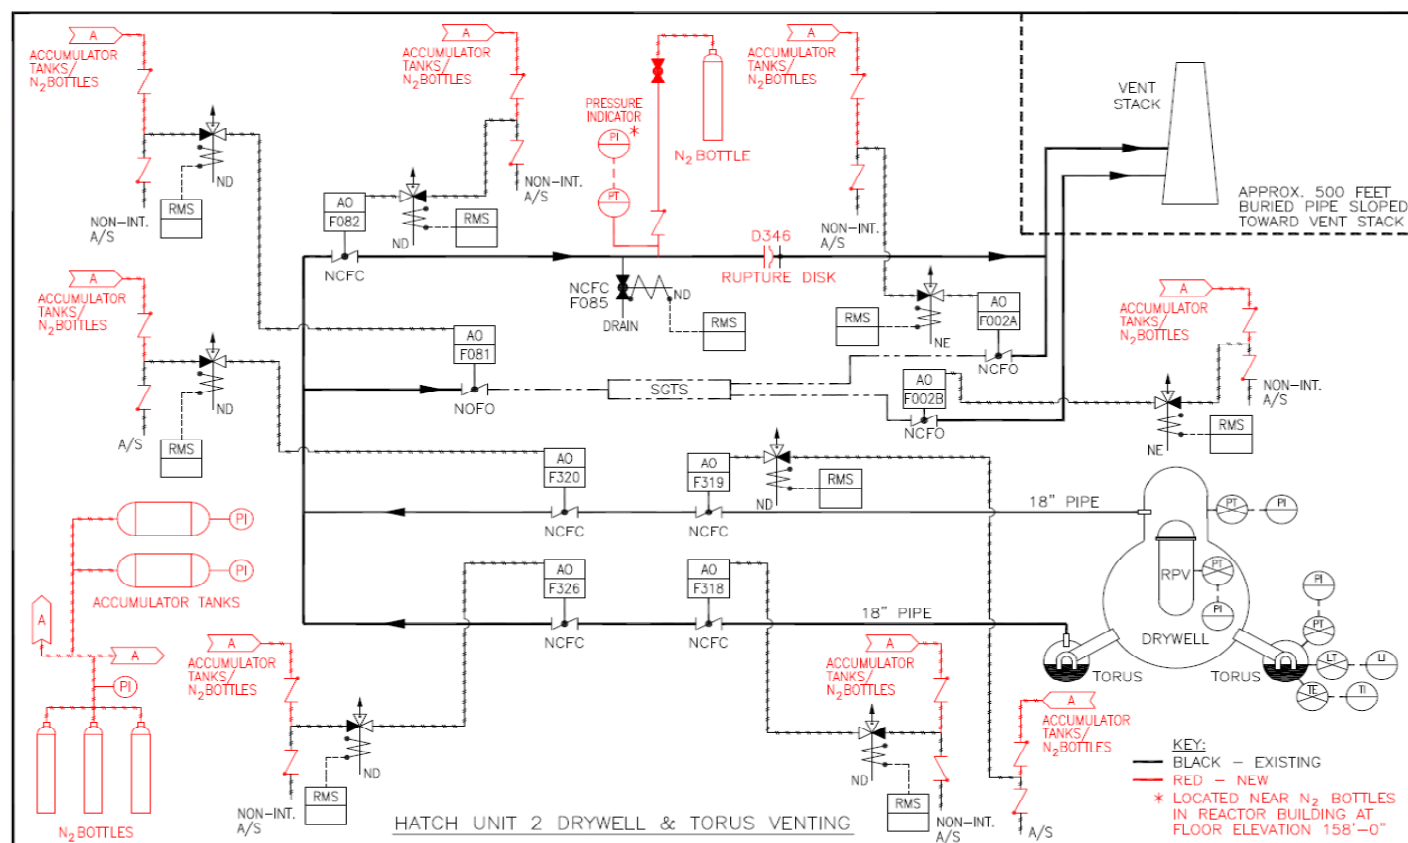 A
ACCUMULATOR
TANKS/
N₂BOTTLES
NON-INT.
A/S
RMS
ND
A
ACCUMULATOR
TANKS/
N₂BOTTLES
NON-INT.
A/S
AO
F082
RMS
ND
NCFC
PRESSURE
INDICATOR
PI
*
PT
N₂BOTTLE
D346
RUPTURE DISK
NCFC
F085
ND
DRAIN
RMS
A
ACCUMULATOR
TANKS/
N₂BOTTLES
NON-INT.
A/S
RMS
NE
AO
F002A
NCFO
VENT
STACK
APPROX. 500 FEET
BURIED PIPE SLOPED
TOWARD VENT STACK
A
ACCUMULATOR
TANKS/
N₂BOTTLES
A/S
RMS
ND
AO
F081
NOFO
SGTS
AO
F002B
NCFO
A
ACCUMULATOR
TANKS/
N₂BOTTLES
NON-INT.
A/S
RMS
NE
AO
F320
NCFC
AO
F319
NCFC
RMS
ND
18" PIPE
PT
PI
RPV
PT
PI
DRYWELL
TORUS
TORUS
PI
PT
LT
LI
TE
TI
AO
F326
NCFC
AO
F318
NCFC
18" PIPE
PI
PI
ACCUMULATOR TANKS
A
A
PI
N₂BOTTLES
A
ACCUMULATOR
TANKS/
N₂BOTTLES
NON-INT.
A/S
RMS
ND
A
ACCUMULATOR
TANKS/
N₂BOTTLES
NON-INT.
A/S
RMS
ND
A
ACCUMULATOR
TANKS/
N₂BOTTLES
A/S
HATCH UNIT 2 DRYWELL & TORUS VENTING
KEY:
BLACK – EXISTING
RED – NEW
* LOCATED NEAR N₂ BOTTLES
IN REACTOR BUILDING AT
FLOOR ELEVATION 158'–0"